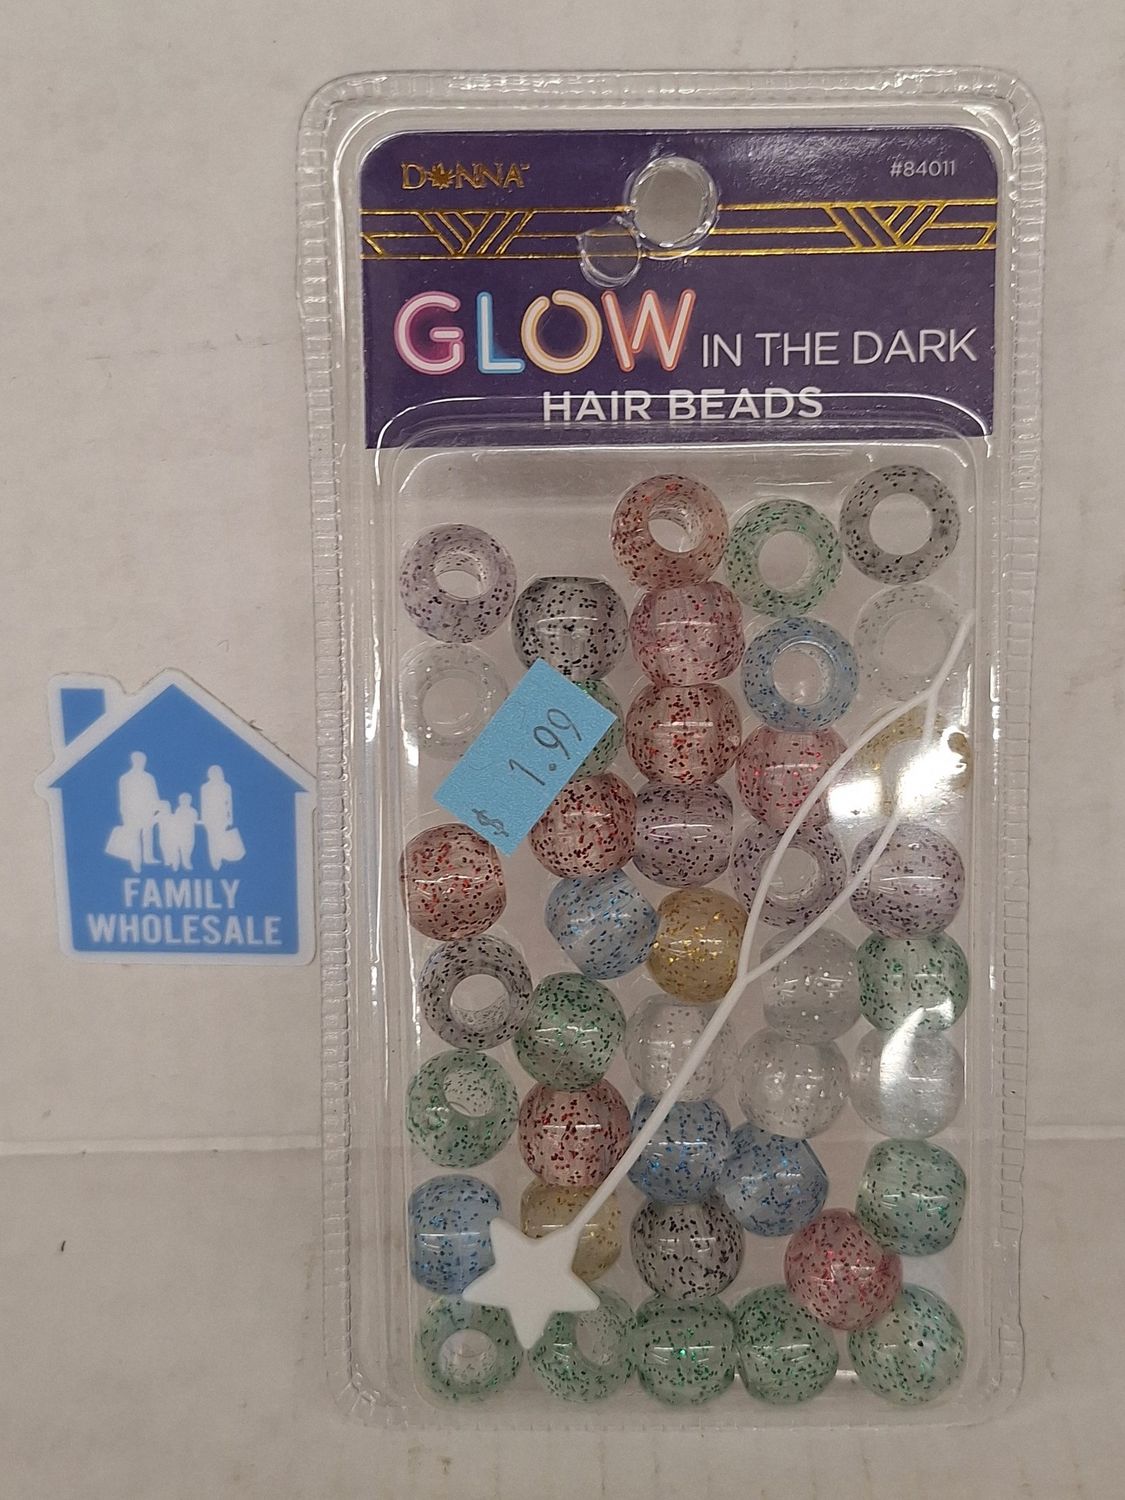 DONNA
#84011
GLOW IN THE DARK
HAIR BEADS
$ 1.99
FAMILY
WHOLESALE